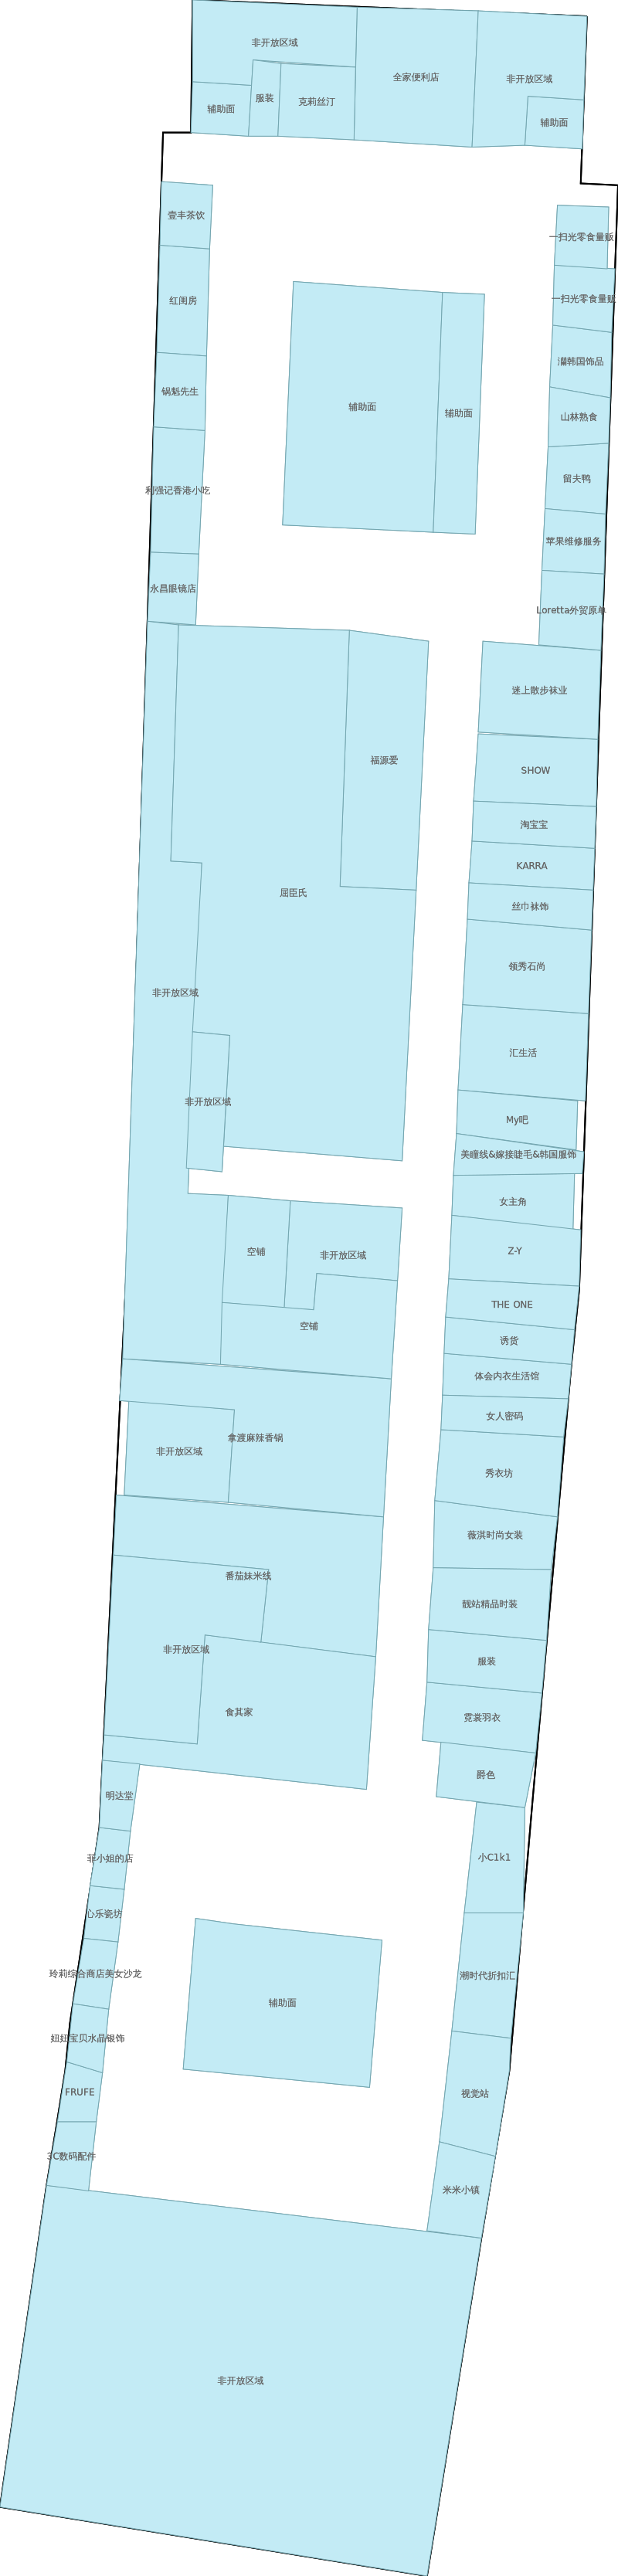 非开放区域
全家便利店
非开放区域
服装
克莉丝汀
辅助面
辅助面
壹丰茶饮
一扫光零食量贩
红闺房
一扫光零食量贩
韩国饰品
锅魁先生
辅助面
辅助面
山林熟食
留夫鸭
利强记香港小吃
苹果维修服务
永昌眼镜店
Loretta外贸原单
迷上散步袜业
福源爱
SHOW
淘宝宝
KARRA
屈臣氏
丝巾袜饰
领秀石尚
非开放区域
汇生活
非开放区域
My吧
美瞳线&嫁接睫毛&韩国服饰
女主角
空铺
非开放区域
Z-Y
THE ONE
空铺
诱货
体会内衣生活馆
女人密码
拿渡麻辣香锅
非开放区域
秀衣坊
薇淇时尚女装
番茄妹米线
靓站精品时装
非开放区域
服装
食其家
霓裳羽衣
爵色
明达堂
菲小姐的店
小C1k1
心乐瓷坊
玲莉综合商店美女沙龙
潮时代折扣汇
辅助面
妞妞宝贝水晶银饰
FRUFE
视觉站
3C数码配件
米米小镇
非开放区域